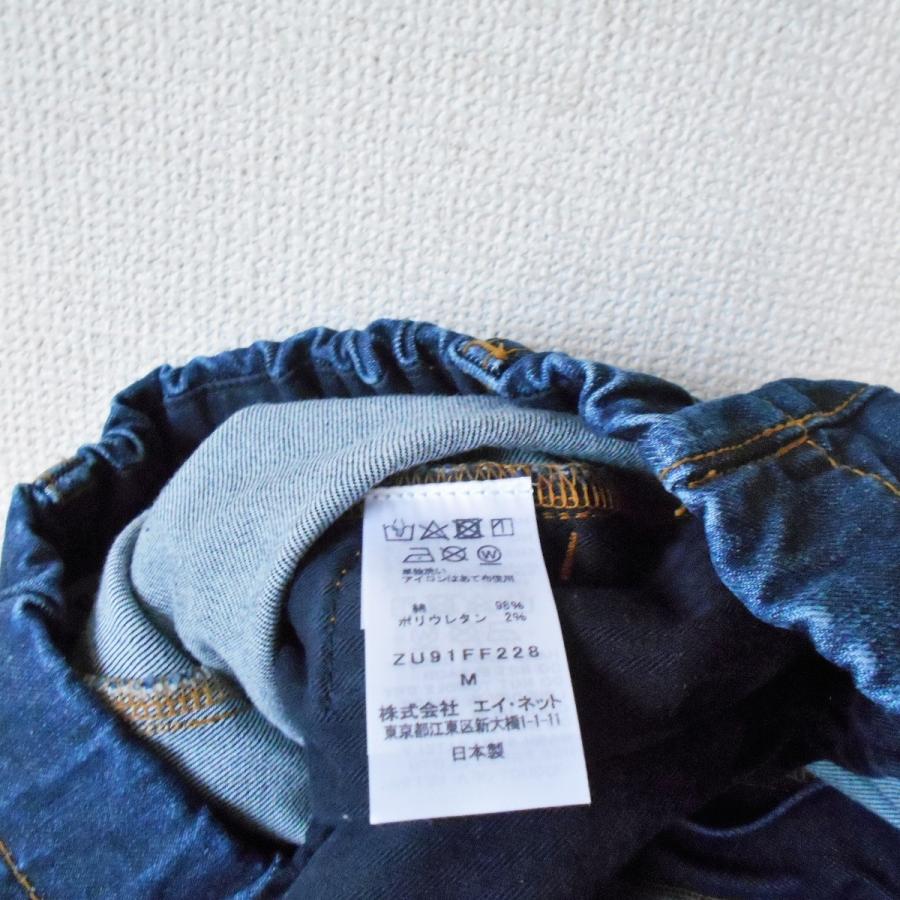 単独洗い
アイロンはあて布使用
綿 98%
ポリウレタン 2%
ZU91FF228
M
株式会社 エイ・ネット
東京都江東区新大橋1-1-11
日本製